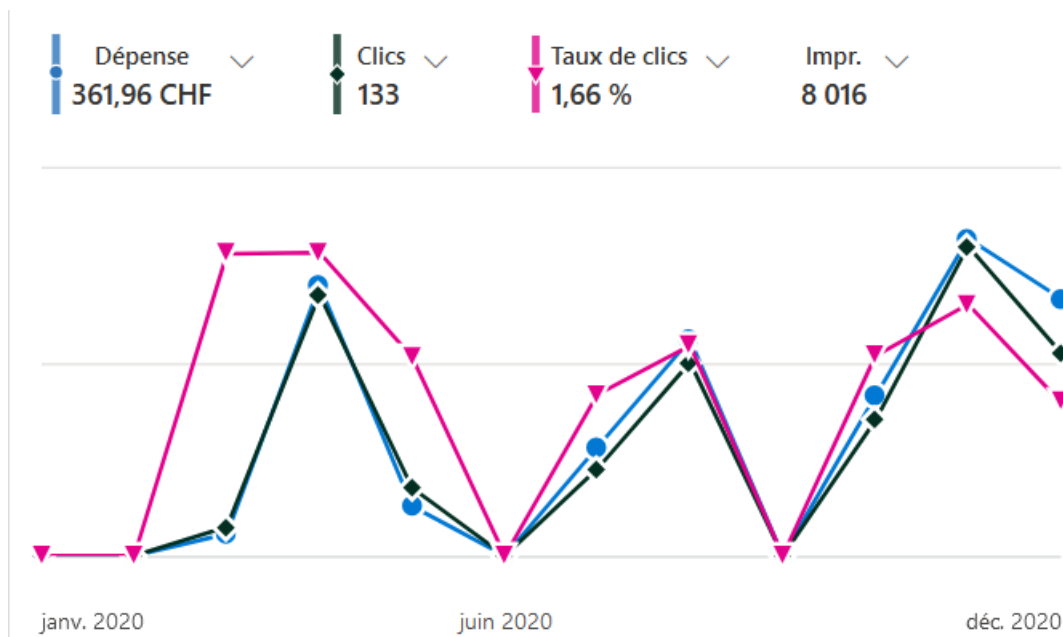 Dépense Clics Taux de clics Impr.
361,96 CHF 133 1,66 % 8 016
janv. 2020 juin 2020 déc. 2020